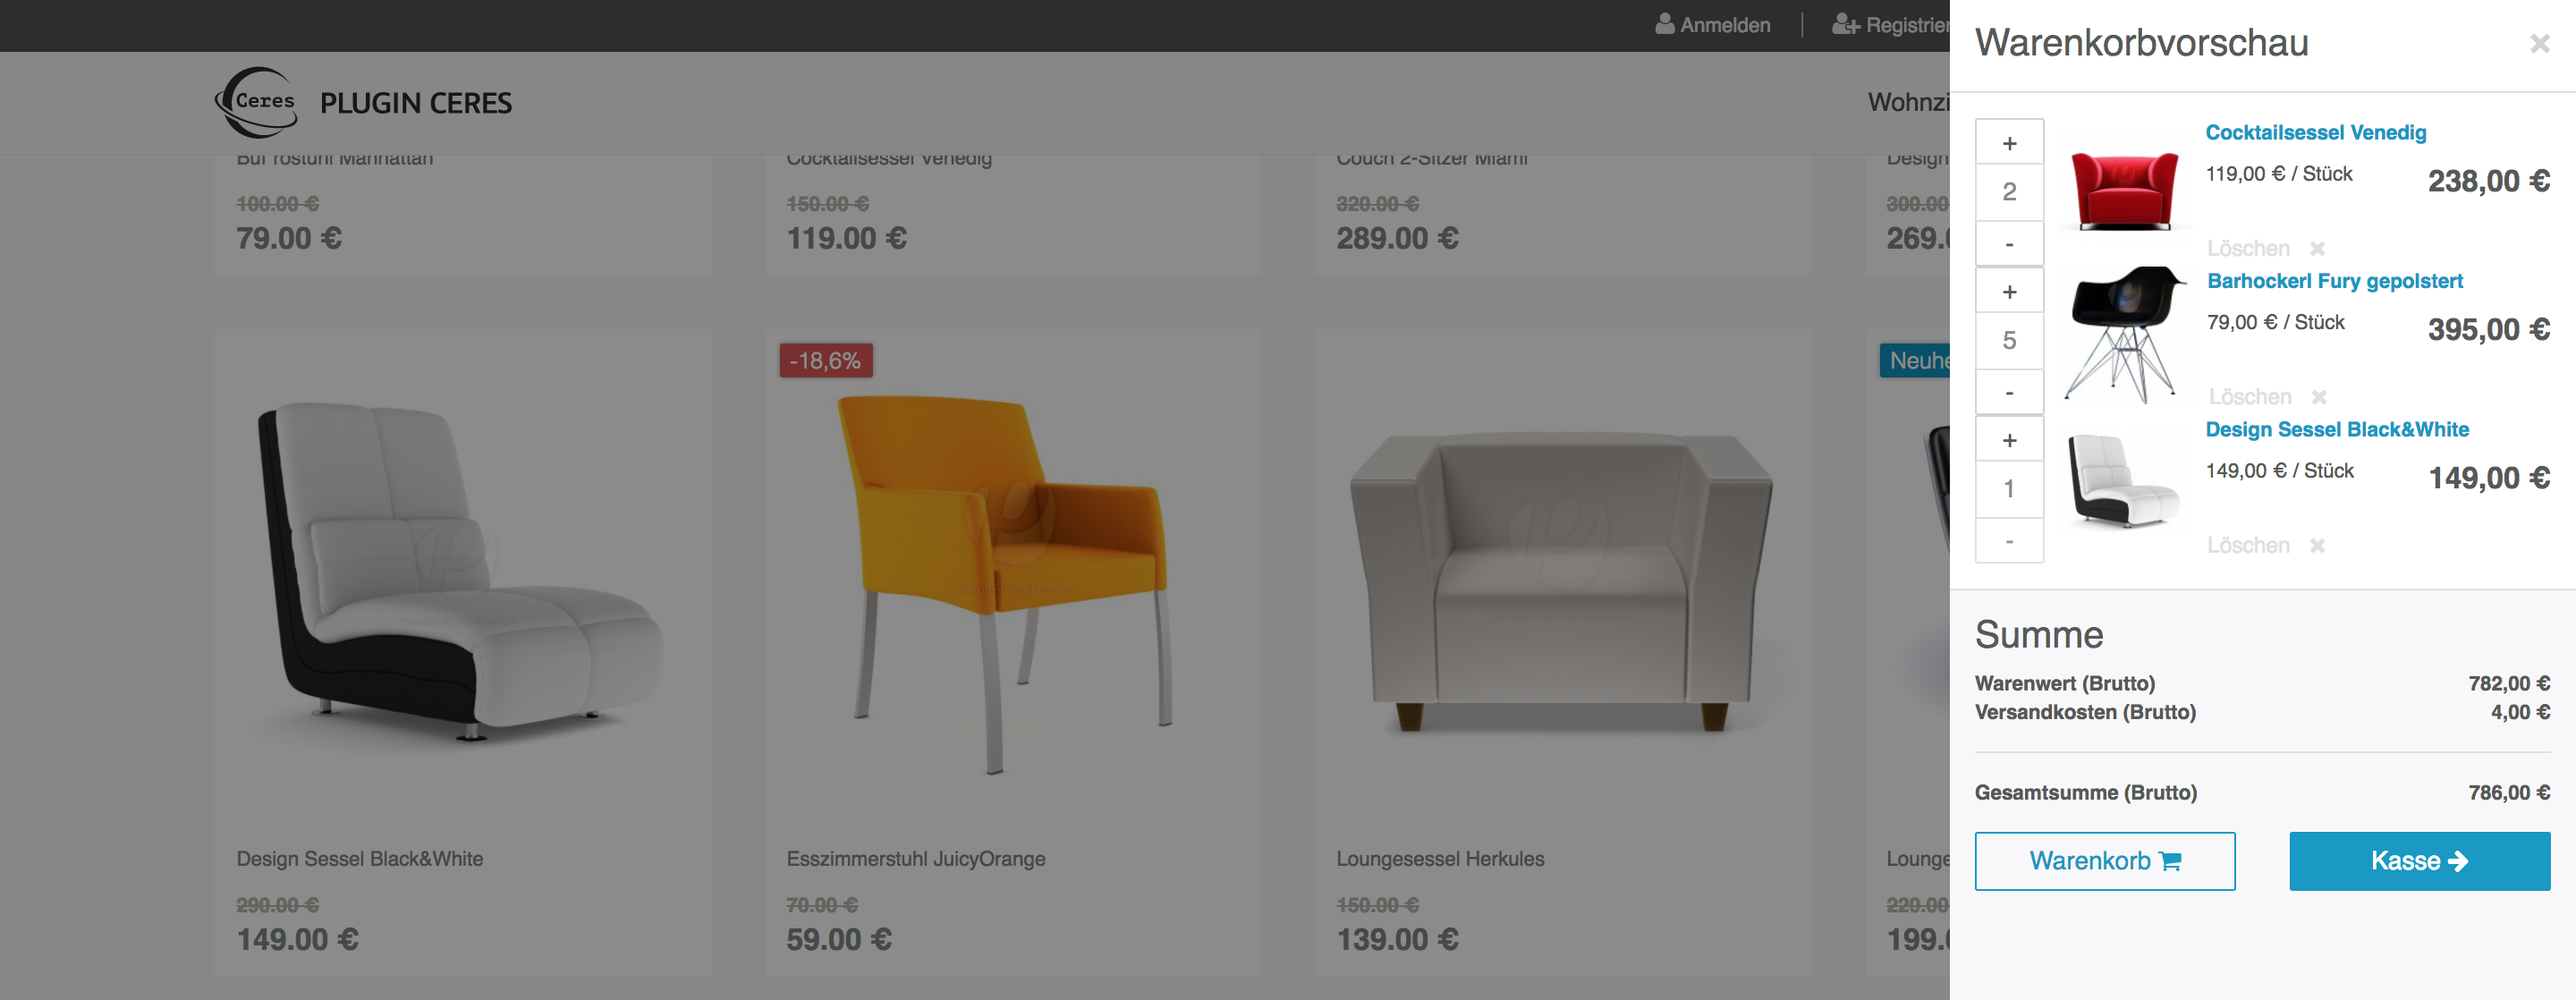 Anmelden | Registrier
Ceres PLUGIN CERES
Wohnzi
Bürostuhl Manhattan
100.00 €
79.00 €
Cocktailsessel Venedig
150.00 €
119.00 €
Couch 2-Sitzer Miami
320.00 €
289.00 €
Design
300.00
269.
Design Sessel Black&White
290.00 €
149.00 €
-18,6%
Esszimmerstuhl JuicyOrange
70.00 €
59.00 €
Loungesessel Herkules
150.00 €
139.00 €
Neuhe
Lounge
220.00
199.
Warenkorbvorschau
+
2
-
Cocktailsessel Venedig
119,00 € / Stück
238,00 €
Löschen
+
5
-
Barhockerl Fury gepolstert
79,00 € / Stück
395,00 €
Löschen
+
1
-
Design Sessel Black&White
149,00 € / Stück
149,00 €
Löschen
Summe
Warenwert (Brutto) 782,00 €
Versandkosten (Brutto) 4,00 €
Gesamtsumme (Brutto) 786,00 €
Warenkorb
Kasse